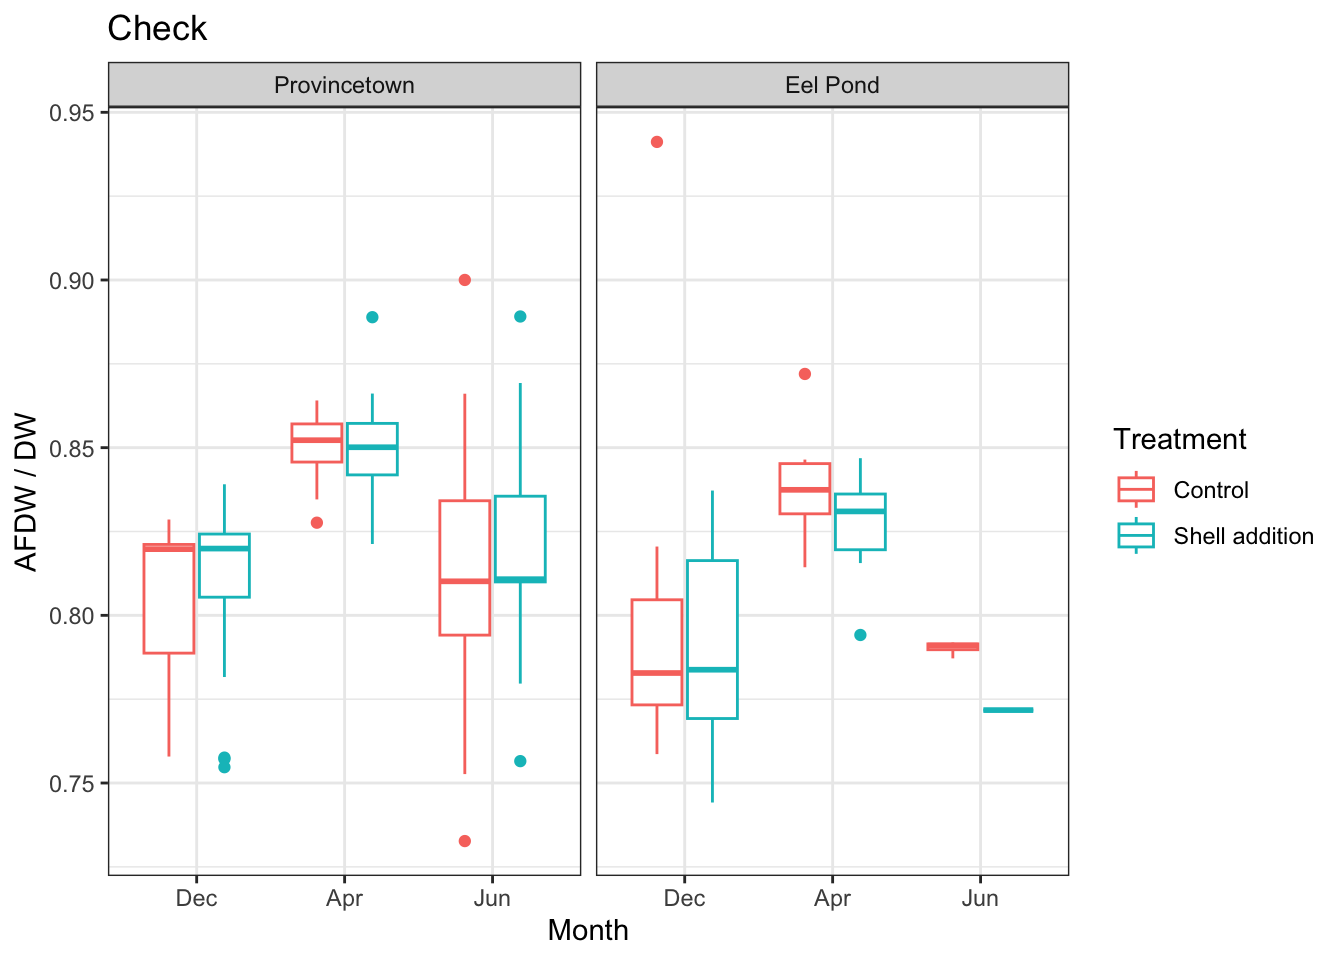 Check
Provincetown
Eel Pond
0.95
0.90
0.85
0.80
0.75
AFDW / DW
Dec
Apr
Jun
Dec
Apr
Jun
Month
Treatment
Control
Shell addition